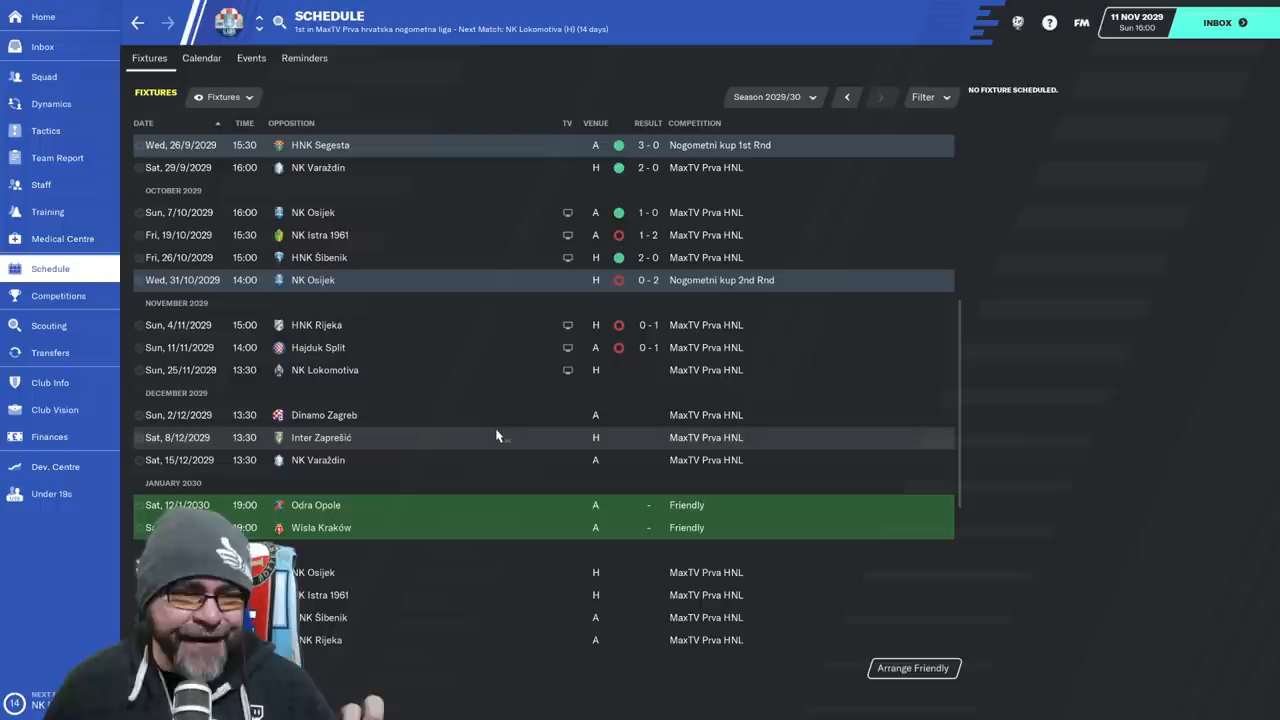 Home
SCHEDULE
1st in MaxTV Prva hrvatska nogometna liga - Next Match: NK Lokomotiva (H) (14 days)
?
FM
11 NOV 2029
Sun 16:00
INBOX
Inbox
Squad
Dynamics
Tactics
Team Report
Staff
Training
Medical Centre
Schedule
Competitions
Scouting
Transfers
Club Info
Club Vision
Finances
Dev. Centre
Under 19s
14
NK
Fixtures Calendar Events Reminders
FIXTURES Fixtures Season 2029/30 Filter
NO FIXTURE SCHEDULED.
DATE TIME OPPOSITION TV VENUE RESULT COMPETITION
Wed, 26/9/2029 15:30 HNK Segesta A 3 - 0 Nogometni kup 1st Rnd
Sat, 29/9/2029 16:00 NK Varaždin H 2 - 0 MaxTV Prva HNL
OCTOBER 2029
Sun, 7/10/2029 16:00 NK Osijek A 1 - 0 MaxTV Prva HNL
Fri, 19/10/2029 15:30 NK Istra 1961 A 1 - 2 MaxTV Prva HNL
Fri, 26/10/2029 15:00 HNK Šibenik H 2 - 0 MaxTV Prva HNL
Wed, 31/10/2029 14:00 NK Osijek H 0 - 2 Nogometni kup 2nd Rnd
NOVEMBER 2029
Sun, 4/11/2029 15:00 HNK Rijeka H 0 - 1 MaxTV Prva HNL
Sun, 11/11/2029 14:00 Hajduk Split A 0 - 1 MaxTV Prva HNL
Sun, 25/11/2029 13:30 NK Lokomotiva H MaxTV Prva HNL
DECEMBER 2029
Sun, 2/12/2029 13:30 Dinamo Zagreb A MaxTV Prva HNL
Sat, 8/12/2029 13:30 Inter Zaprešić H MaxTV Prva HNL
Sat, 15/12/2029 13:30 NK Varaždin A MaxTV Prva HNL
JANUARY 2030
Sat, 12/1/2030 19:00 Odra Opole A - Friendly
19:00 Wisla Kraków A - Friendly
NK Osijek H MaxTV Prva HNL
K Istra 1961 H MaxTV Prva HNL
NK Šibenik A MaxTV Prva HNL
NK Rijeka A MaxTV Prva HNL
Arrange Friendly